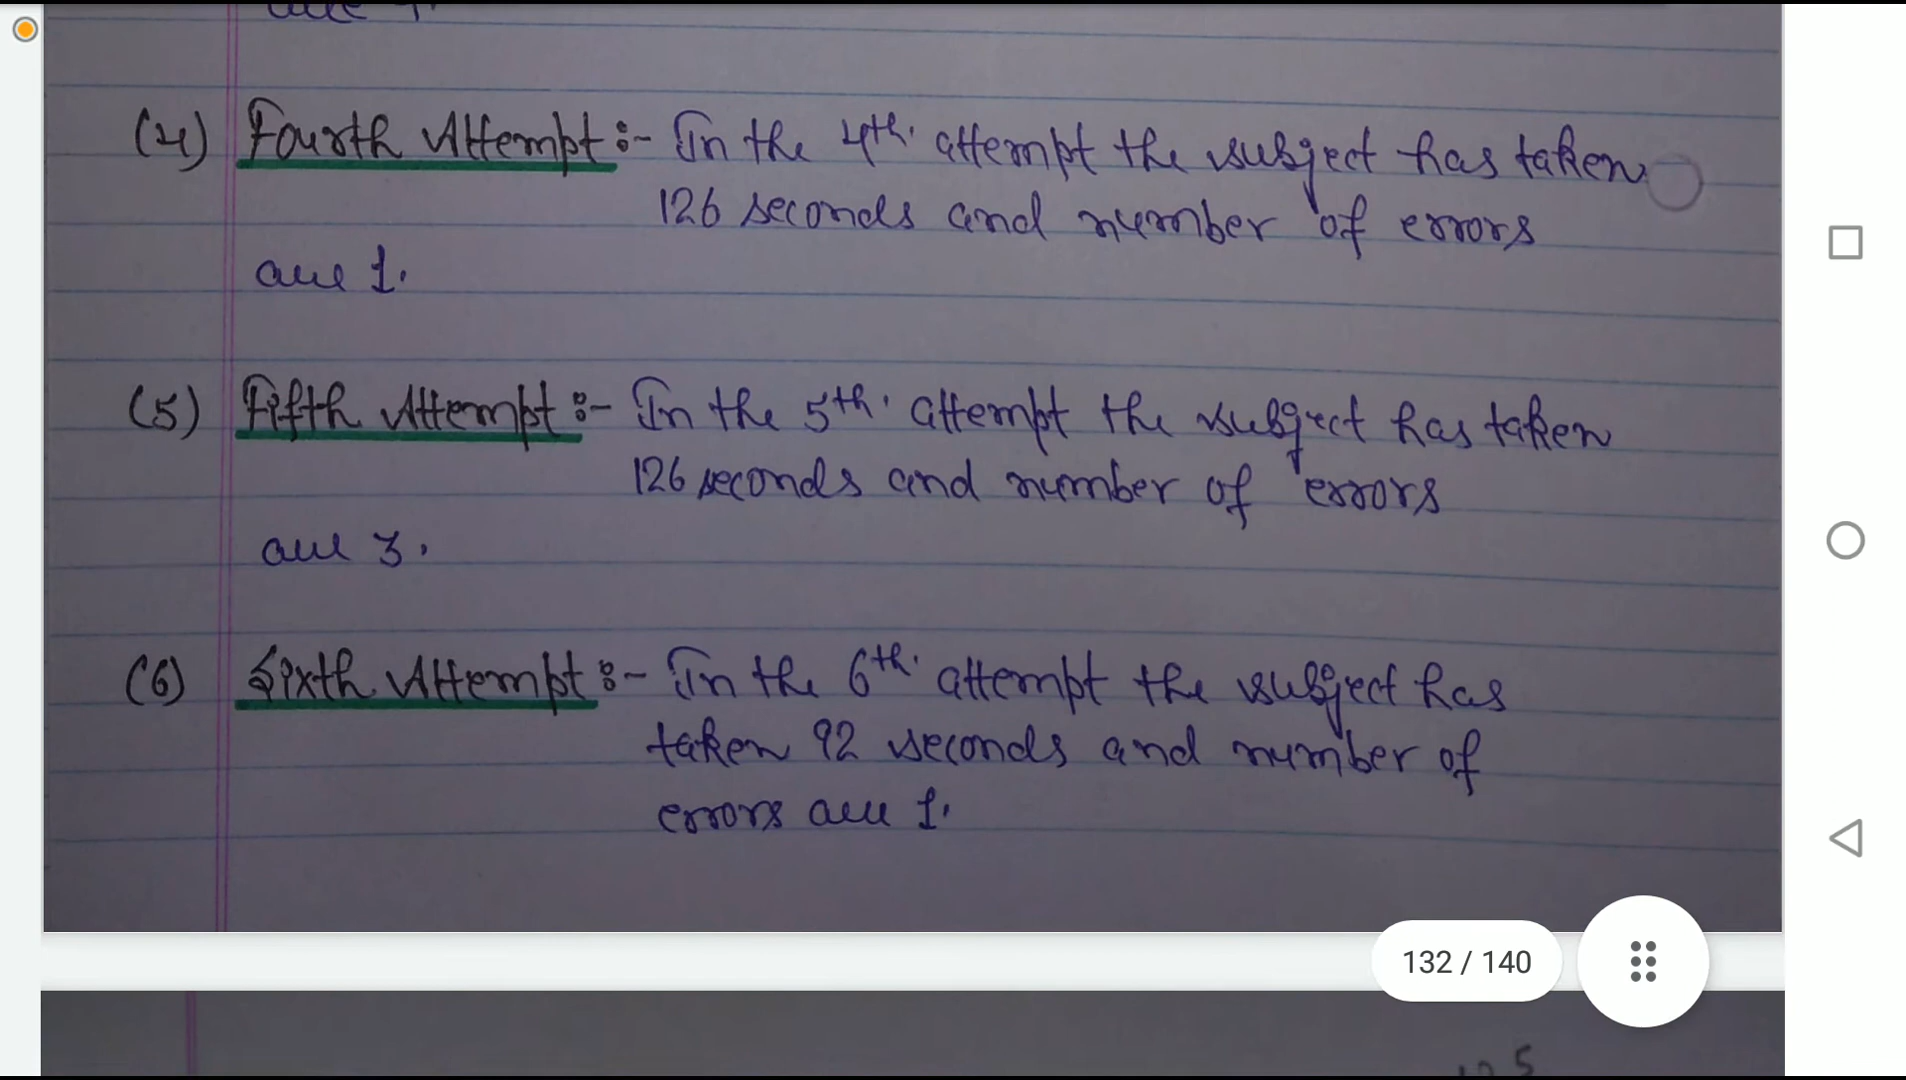 (4) Fourth Attempt :- In the 4th. attempt the subject has taken
126 seconds and number of errors
are 1.
(5) Fifth Attempt :- In the 5th. attempt the subject has taken
126 seconds and number of errors
are 3.
(6) Sixth Attempt :- In the 6th. attempt the subject has
taken 92 seconds and number of
errors are 1.
132 / 140